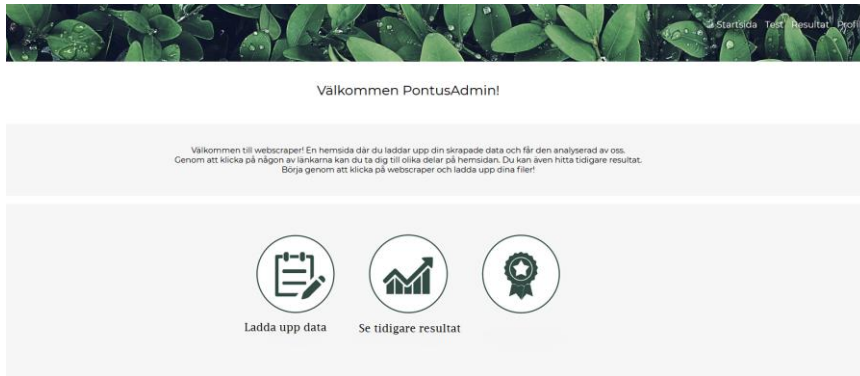 Startsida Test Resultat Profil
Välkommen PontusAdmin!
Välkommen till webscraper! En hemsida där du laddar upp din skrapade data och får den analyserad av oss.
Genom att klicka på någon av länkarna kan du ta dig till olika delar på hemsidan. Du kan även hitta tidigare resultat.
Börja genom att klicka på webscraper och ladda upp dina filer!
Ladda upp data
Se tidigare resultat